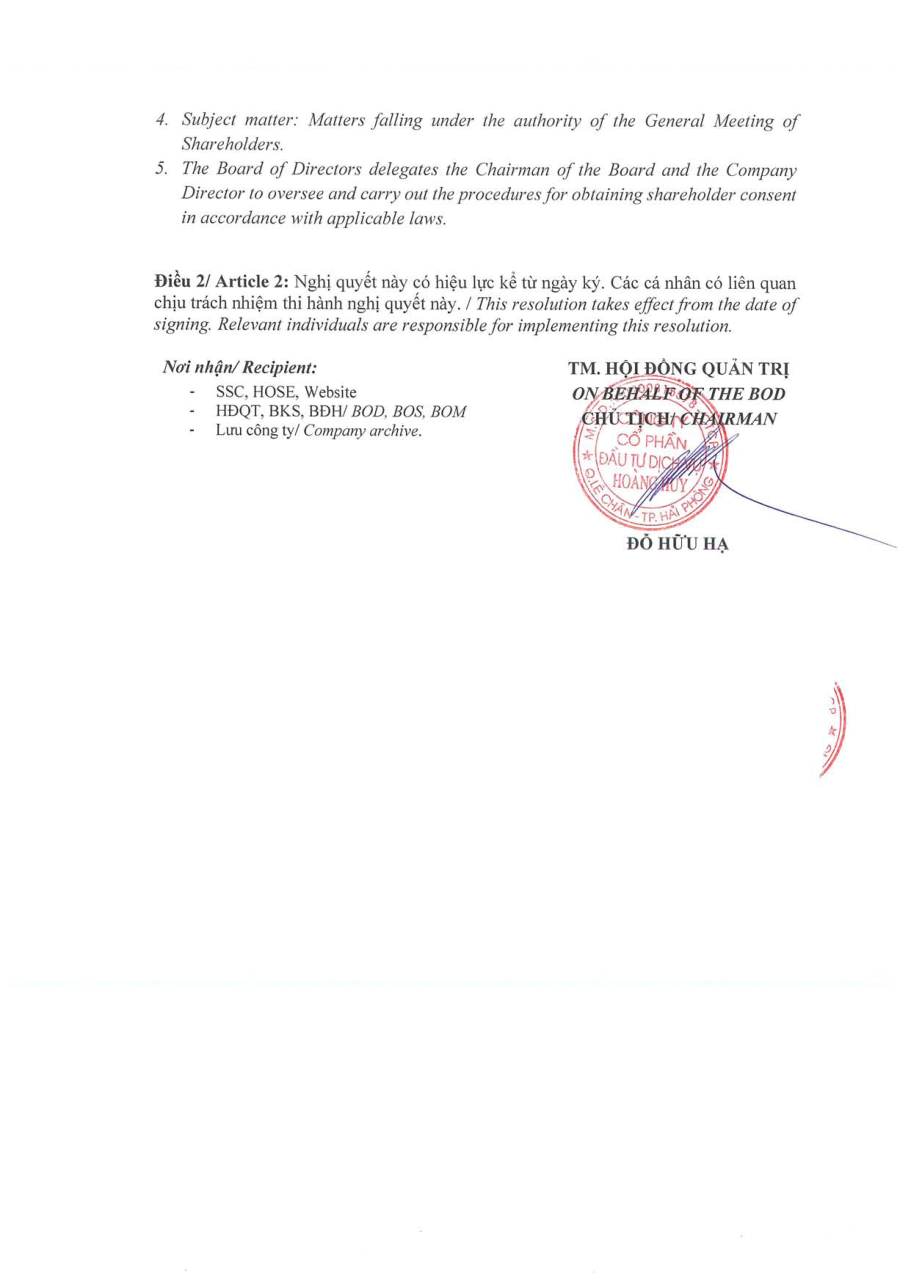 4. Subject matter: Matters falling under the authority of the General Meeting of
Shareholders.
5. The Board of Directors delegates the Chairman of the Board and the Company
Director to oversee and carry out the procedures for obtaining shareholder consent
in accordance with applicable laws.
Điều 2/ Article 2: Nghị quyết này có hiệu lực kể từ ngày ký. Các cá nhân có liên quan
chịu trách nhiệm thi hành nghị quyết này. / This resolution takes effect from the date of
signing. Relevant individuals are responsible for implementing this resolution.
Nơi nhận/ Recipient:
- SSC, HOSE, Website
- HĐQT, BKS, BĐH/ BOD, BOS, BOM
- Lưu công ty/ Company archive.
TM. HỘI ĐỒNG QUẢN TRỊ
ON BEHALF OF THE BOD
CHỦ TỊCH/ CHAIRMAN
CÔNG TY
CỔ PHẦN
ĐẦU TƯ DỊCH VỤ
HOÀNG HUY
Q.LÊ CHÂN - TP. HẢI PHÒNG
ĐỖ HỮU HẠ